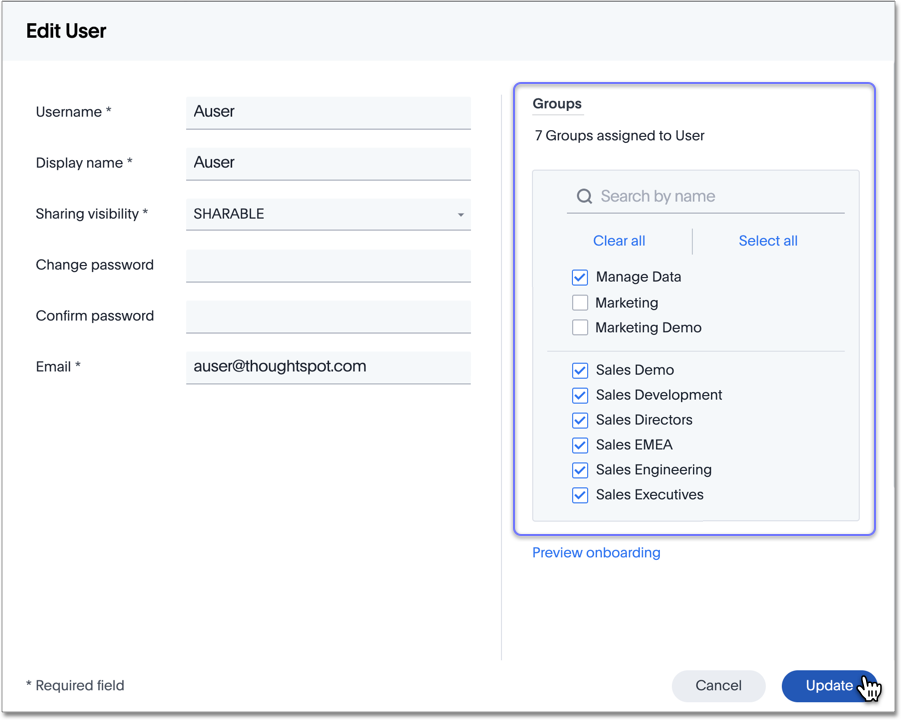 Edit User
Username *
Auser
Display name *
Auser
Sharing visibility *
SHARABLE
Change password
Confirm password
Email *
auser@thoughtspot.com
Groups
7 Groups assigned to User
Search by name
Clear all
Select all
Manage Data
Marketing
Marketing Demo
Sales Demo
Sales Development
Sales Directors
Sales EMEA
Sales Engineering
Sales Executives
Preview onboarding
* Required field
Cancel
Update